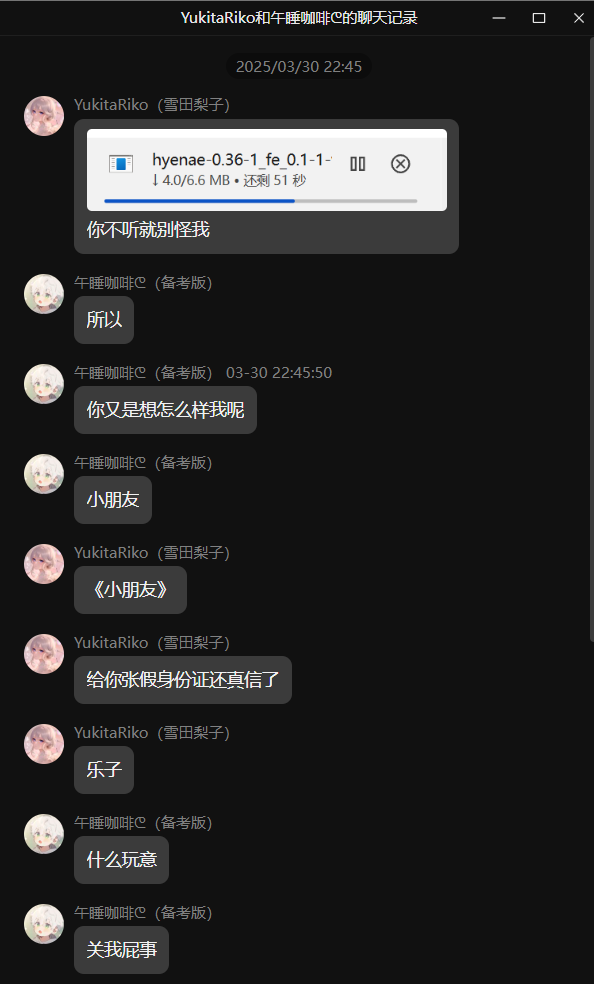 YukitaRiko和午睡咖啡ღ的聊天记录
2025/03/30 22:45
YukitaRiko（雪田梨子）
hyenae-0.36-1_fe_0.1-1-
↓ 4.0/6.6 MB • 还剩 51 秒
你不听就别怪我
午睡咖啡ღ（备考版）
所以
午睡咖啡ღ（备考版） 03-30 22:45:50
你又是想怎么样我呢
午睡咖啡ღ（备考版）
小朋友
YukitaRiko（雪田梨子）
《小朋友》
YukitaRiko（雪田梨子）
给你张假身份证还真信了
YukitaRiko（雪田梨子）
乐子
午睡咖啡ღ（备考版）
什么玩意
午睡咖啡ღ（备考版）
关我屁事